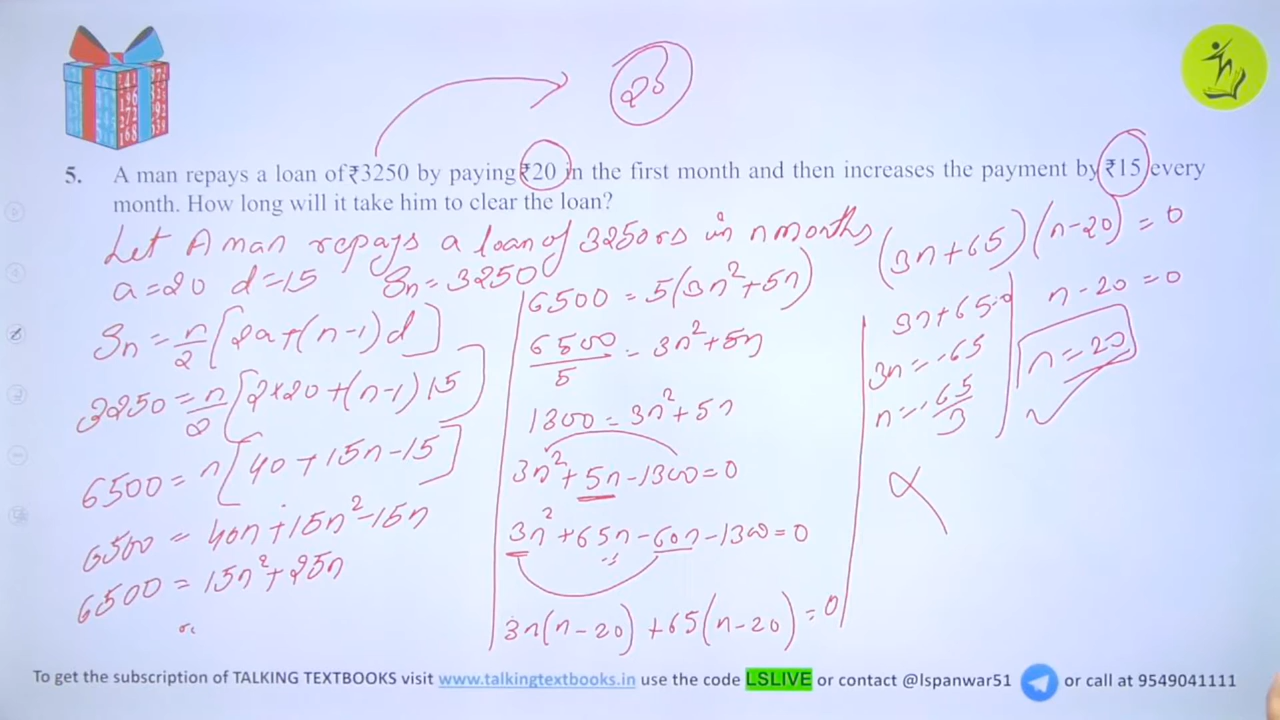 20
5. A man repays a loan of ₹3250 by paying ₹20 in the first month and then increases the payment by ₹15 every
month. How long will it take him to clear the loan?
Let A man repays a loan of 3250rs in n months
a=20 d=15 Sn=3250
Sn=n/2[2a+(n-1)d]
3250=n/2[2×20+(n-1)15]
6500=n[40+15n-15]
6500=40n+15n²-15n
6500=15n²+25n
6500=5(3n²+5n)
6500/5=3n²+5n
1300=3n²+5n
3n²+5n-1300=0
3n²+65n-60n-1300=0
3n(n-20)+65(n-20)=0
(3n+65)(n-20)=0
3n+65=0
3n=-65
n=-65/3
n-20=0
n=20
To get the subscription of TALKING TEXTBOOKS visit www.talkingtextbooks.in use the code LSLIVE or contact @lspanwar51 or call at 9549041111